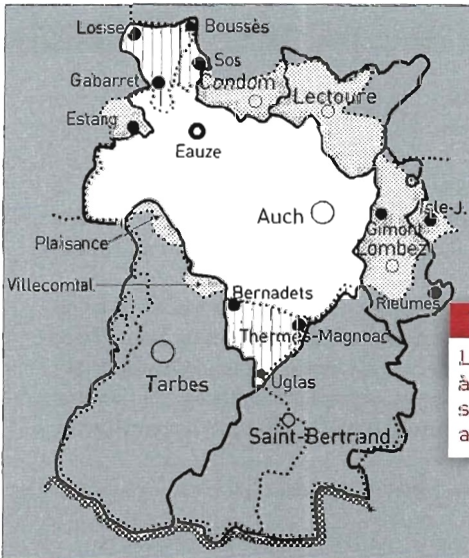 Losse
Boussès
Sos
Gabarret
Condom
Lectoure
Estang
Eauze
Auch
Isle-J.
Gimont
Lombez
Plaisance
Villecomtal
Bernadets
Rieumes
Thermes-Magnoac
Tarbes
Uglas
Saint-Bertrand
L
à
s
a